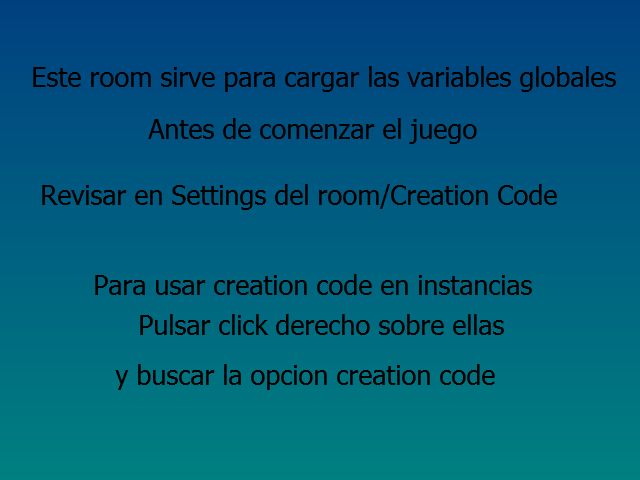 Este room sirve para cargar las variables globales
Antes de comenzar el juego
Revisar en Settings del room/Creation Code
Para usar creation code en instancias
Pulsar click derecho sobre ellas
y buscar la opcion creation code